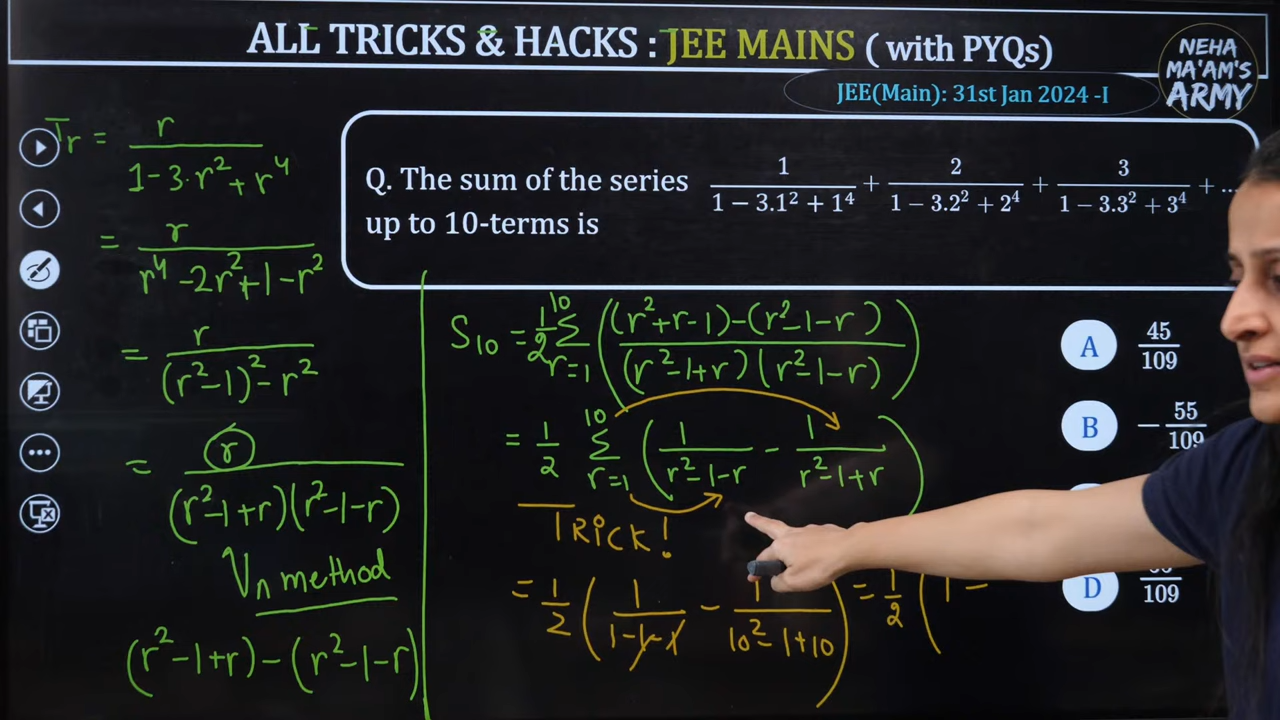 ALL TRICKS & HACKS : JEE MAINS ( with PYQs)
NEHA
MA'AM'S
ARMY
JEE(Main): 31st Jan 2024 -I
Q. The sum of the series 1/(1 − 3.1² + 1⁴) + 2/(1 − 3.2² + 2⁴) + 3/(1 − 3.3² + 3⁴) + ...
up to 10-terms is
Tr = r/(1-3·r²+r⁴)
= r/(r⁴-2r²+1-r²)
= r/((r²-1)²-r²)
= r/((r²-1+r)(r²-1-r))
Vn method
(r²-1+r)-(r²-1-r)
S10 = 1/2 Σ r=1 10 (((r²+r-1)-(r²-1-r))/((r²-1+r)(r²-1-r)))
= 1/2 Σ r=1 10 (1/(r²-1-r) - 1/(r²-1+r))
TRICK!
= 1/2 (1/(1-1-1) - 1/(10²-1+10)) = 1/2 (1-
A 45/109
B −55/109
D /109